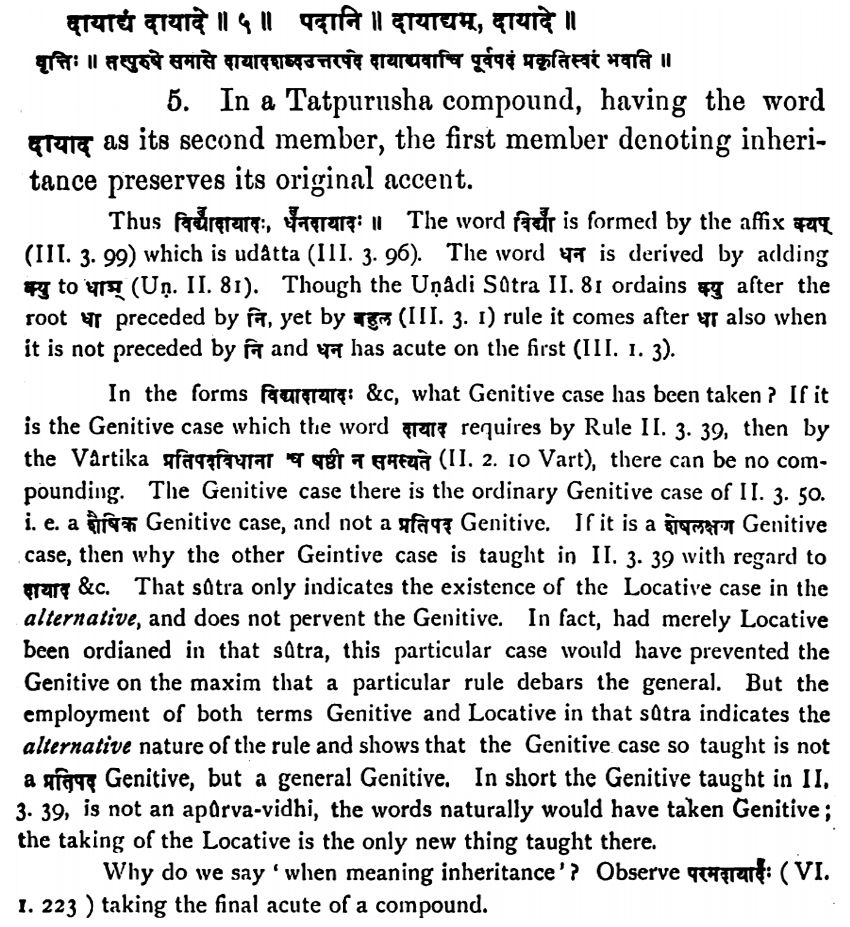 दायाद्यं दायादे ॥ ५ ॥ पदानि ॥ दायाद्यम्, दायादे ॥
वृत्तिः ॥ तत्पुरुषे समासे दायादशब्दउत्तरपदे दायाद्यवाचि पूर्वपदं प्रकृतिस्वरं भवति ॥
5. In a Tatpurusha compound, having the word
दायाद as its second member, the first member denoting inheri-
tance preserves its original accent.
Thus विद्या॑दायादः, ध॑नदायादः ॥ The word विद्या॑ is formed by the affix क्यप्
(III. 3. 99) which is udâtta (III. 3. 96). The word धन is derived by adding
क्यु to धाञ् (Uṇ. II. 81). Though the Uṇâdi Sûtra II. 81 ordains क्यु after the
root धा preceded by नि, yet by बहुल (III. 3. 1) rule it comes after धा also when
it is not preceded by नि and धन has acute on the first (III. 1. 3).
In the forms विद्यादायादः &c, what Genitive case has been taken? If it
is the Genitive case which the word दायाद requires by Rule II. 3. 39, then by
the Vârtika प्रतिपदविधाना च षष्ठी न समस्यते (II. 2. 10 Vart), there can be no com-
pounding. The Genitive case there is the ordinary Genitive case of II. 3. 50.
i. e. a शैषिक Genitive case, and not a प्रतिपद Genitive. If it is a शेषलक्षण Genitive
case, then why the other Geintive case is taught in II. 3. 39 with regard to
दायाद &c. That sûtra only indicates the existence of the Locative case in the
alternative, and does not pervent the Genitive. In fact, had merely Locative
been ordianed in that sûtra, this particular case would have prevented the
Genitive on the maxim that a particular rule debars the general. But the
employment of both terms Genitive and Locative in that sûtra indicates the
alternative nature of the rule and shows that the Genitive case so taught is not
a प्रतिपद Genitive, but a general Genitive. In short the Genitive taught in II.
3. 39, is not an apûrva-vidhi, the words naturally would have taken Genitive;
the taking of the Locative is the only new thing taught there.
Why do we say ‘when meaning inheritance’? Observe परमदायादः॑ (VI.
1. 223) taking the final acute of a compound.